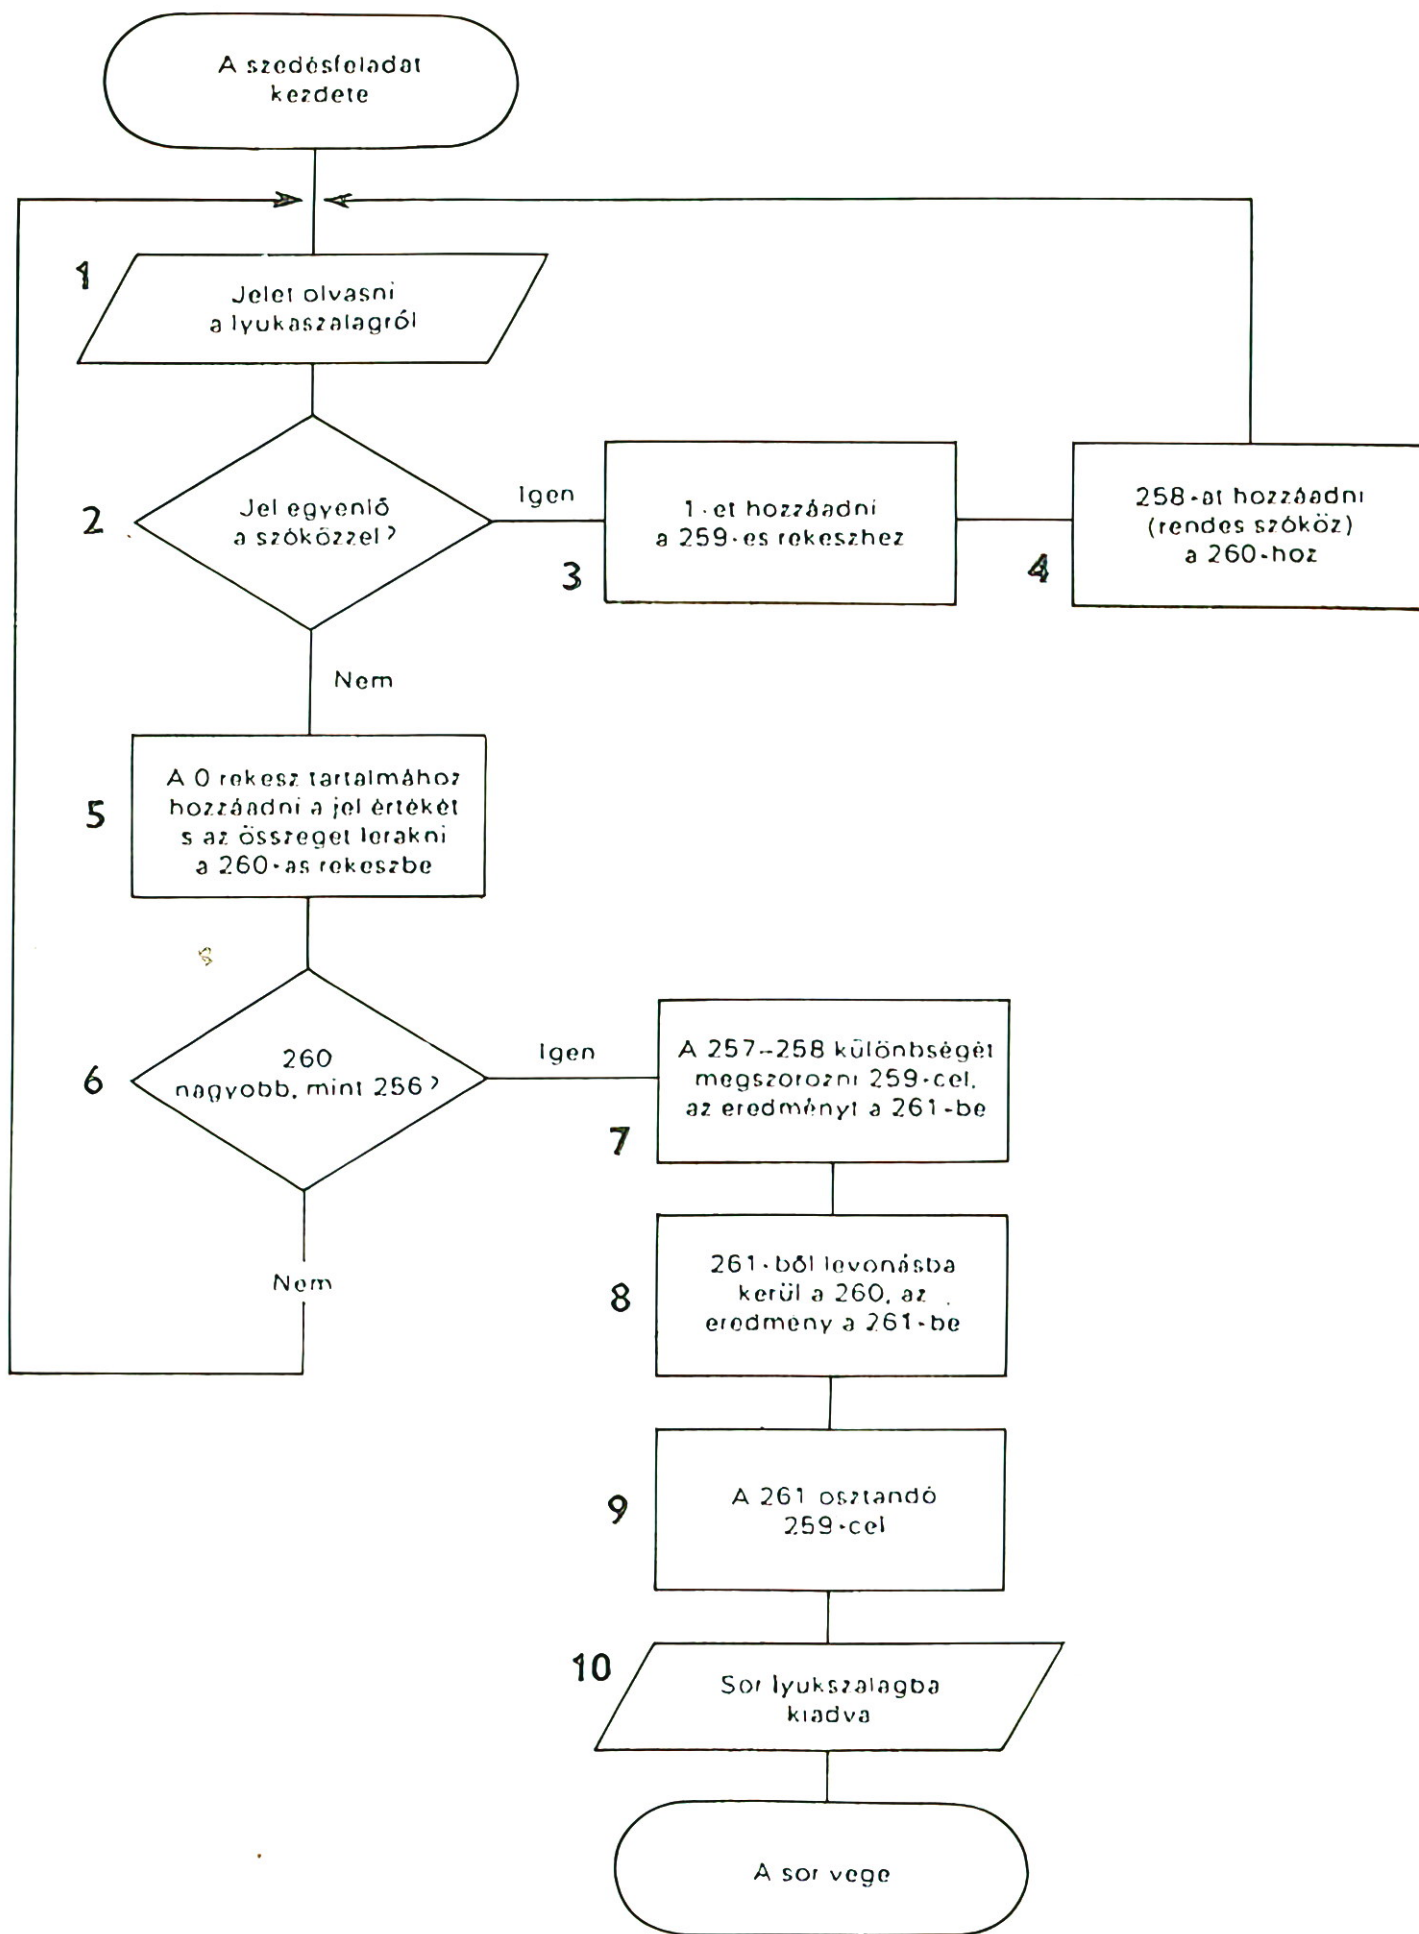 A szedésfeladat
kezdete
1
Jelet olvasni
a lyukaszalagról
2
Jel egyenlő
a szóközzel?
Igen
3
1-et hozzáadni
a 259-es rekeszhez
4
258-at hozzáadni
(rendes szóköz)
a 260-hoz
Nem
5
A 0 rekesz tartalmához
hozzáadni a jel értékét
s az összeget lerakni
a 260-as rekeszbe
6
260
nagyobb, mint 256?
Igen
7
A 257–258 különbségét
megszorozni 259-cel,
az eredményt a 261-be
Nem
8
261-ből levonásba
kerül a 260, az
eredmény a 261-be
9
A 261 osztandó
259-cel
10
Sor lyukszalagba
kiadva
A sor vege